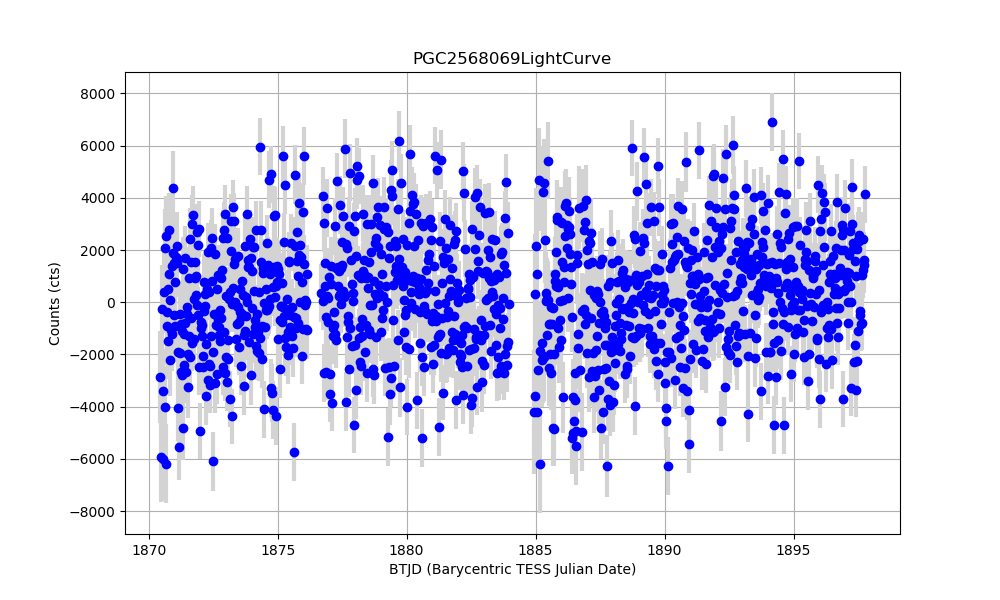 PGC2568069LightCurve
8000
6000
4000
2000
0
−2000
−4000
−6000
−8000
Counts (cts)
1870 1875 1880 1885 1890 1895
BTJD (Barycentric TESS Julian Date)